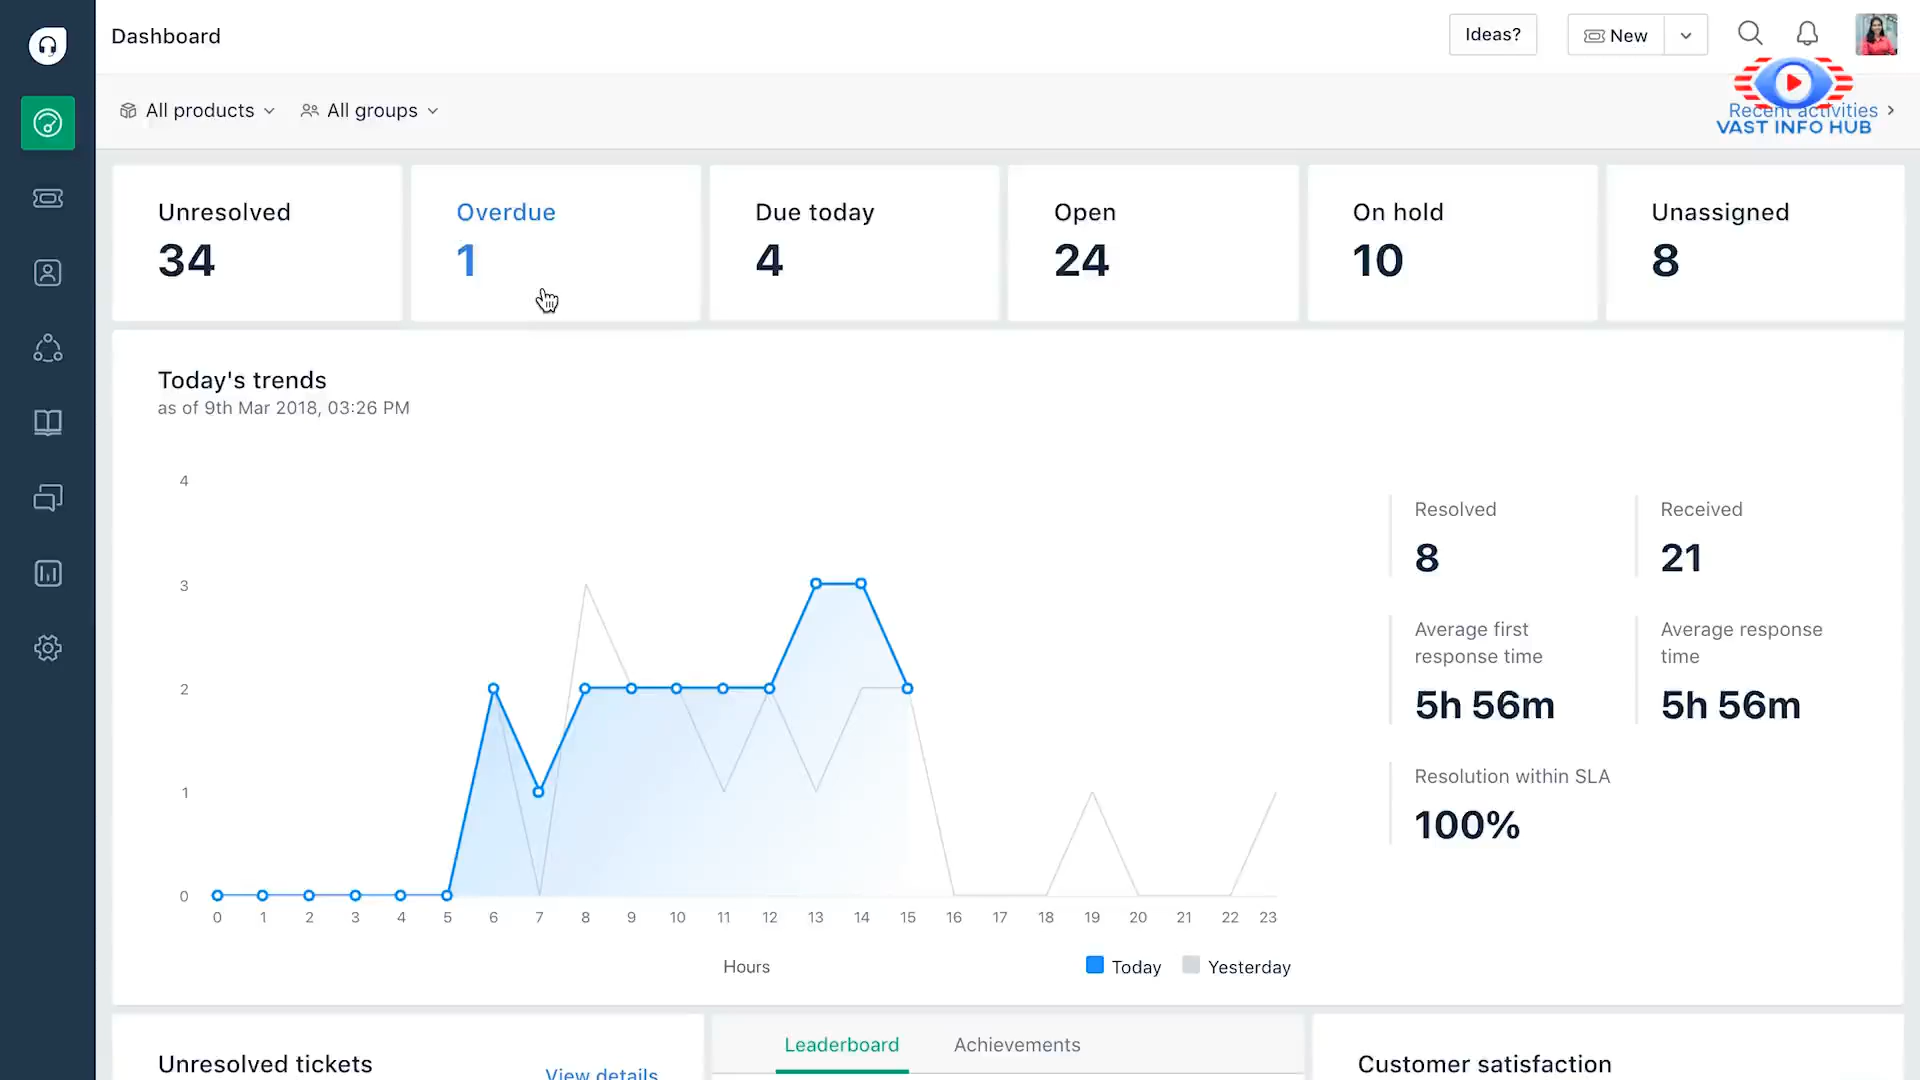 Dashboard
Ideas?
New
All products
All groups
Recent activities
VAST INFO HUB
Unresolved
34
Overdue
1
Due today
4
Open
24
On hold
10
Unassigned
8
Today's trends
as of 9th Mar 2018, 03:26 PM
4
3
2
1
0
0 1 2 3 4 5 6 7 8 9 10 11 12 13 14 15 16 17 18 19 20 21 22 23
Hours
Today
Yesterday
Resolved
8
Received
21
Average first
response time
5h 56m
Average response
time
5h 56m
Resolution within SLA
100%
Unresolved tickets
View details
Leaderboard
Achievements
Customer satisfaction